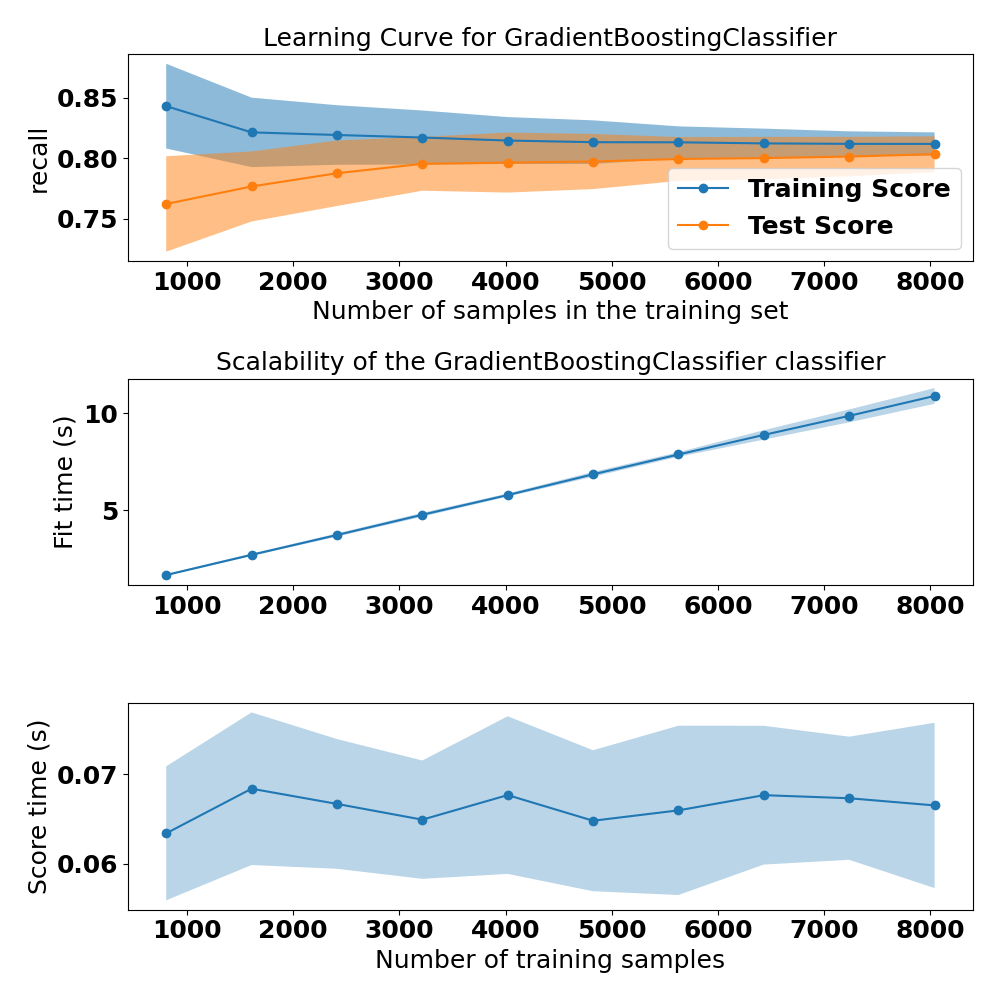 Learning Curve for GradientBoostingClassifier
recall
0.85
0.80
0.75
Training Score
Test Score
1000 2000 3000 4000 5000 6000 7000 8000
Number of samples in the training set
Scalability of the GradientBoostingClassifier classifier
Fit time (s)
10
5
1000 2000 3000 4000 5000 6000 7000 8000
Score time (s)
0.07
0.06
1000 2000 3000 4000 5000 6000 7000 8000
Number of training samples